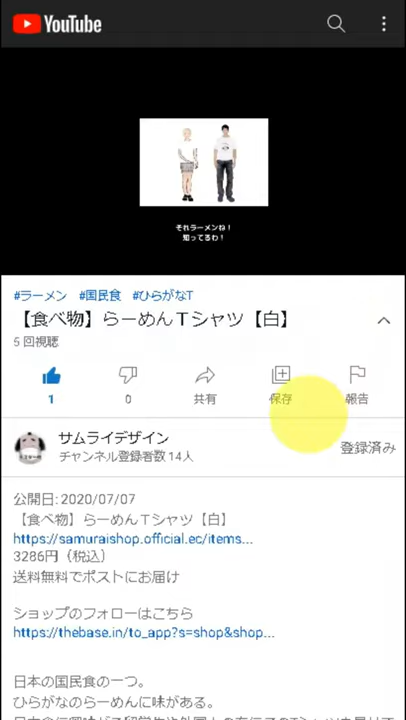 YouTube
それラーメンね！
知ってるわ！
#ラーメン #国民食 #ひらがなT
【食べ物】らーめんTシャツ【白】
5 回視聴
1
0
共有
保存
報告
サムライデザイン
チャンネル登録者数 14人
登録済み
公開日: 2020/07/07
【食べ物】らーめんTシャツ【白】
https://samuraishop.official.ec/items...
3286円（税込）
送料無料でポストにお届け
ショップのフォローはこちら
https://thebase.in/to_app?s=shop&shop...
日本の国民食の一つ。
ひらがなのらーめんに味がある。